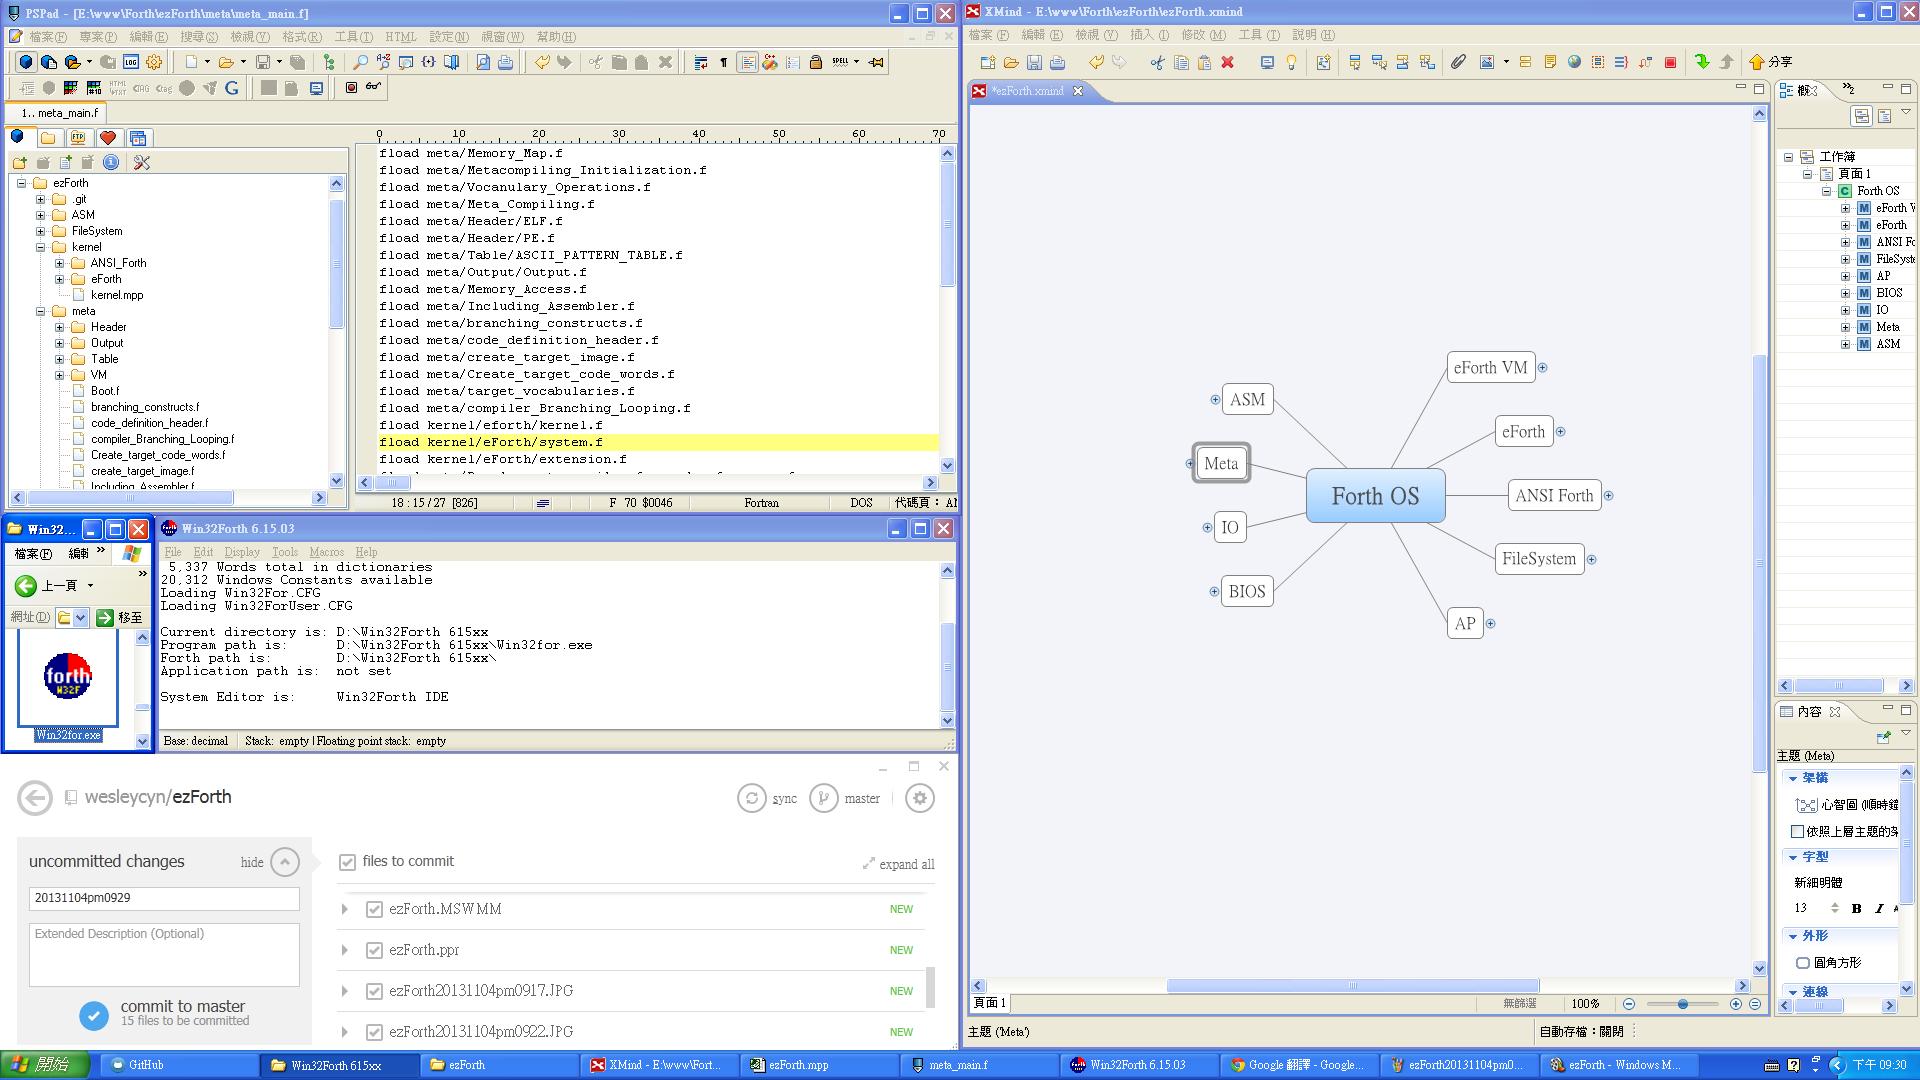 PSPad - [E:\www\Forth\ezForth\meta\meta_main.f]
檔案(F) 專案(P) 編輯(E) 搜尋(S) 檢視(V) 格式(R) 工具(T) HTML 設定(N) 視窗(W) 幫助(H)
LOG SPELL
1.. meta_main.f
FTP
0 10 20 30 40 50 60 70
ezForth
.git
ASM
FileSystem
kernel
ANSI_Forth
eForth
kernel.mpp
meta
Header
Output
Table
VM
Boot.f
branching_constructs.f
code_definition_header.f
compiler_Branching_Looping.f
Create_target_code_words.f
create_target_image.f
Including_Assembler.f
fload meta/Memory_Map.f
fload meta/Metacompiling_Initialization.f
fload meta/Vocanulary_Operations.f
fload meta/Meta_Compiling.f
fload meta/Header/ELF.f
fload meta/Header/PE.f
fload meta/Table/ASCII_PATTERN_TABLE.f
fload meta/Output/Output.f
fload meta/Memory_Access.f
fload meta/Including_Assembler.f
fload meta/branching_constructs.f
fload meta/code_definition_header.f
fload meta/create_target_image.f
fload meta/Create_target_code_words.f
fload meta/target_vocabularies.f
fload meta/compiler_Branching_Looping.f
fload kernel/eforth/kernel.f
fload kernel/eForth/system.f
fload kernel/eForth/extension.f
18 : 15 / 27 [826] F 70 $0046 Fortran DOS 代碼頁: AN
Win32...
檔案(F) 編輯 »
上一頁
網址(D) 移至
forth
W32F
Win32for.exe
Win32Forth 6.15.03
File Edit Display Tools Macros Help
5,337 Words total in dictionaries
20,312 Windows Constants available
Loading Win32For.CFG
Loading Win32ForUser.CFG
Current directory is: D:\Win32Forth 615xx
Program path is: D:\Win32Forth 615xx\Win32for.exe
Forth path is: D:\Win32Forth 615xx\
Application path is: not set
System Editor is: Win32Forth IDE
Base: decimal Stack: empty | Floating point stack: empty
wesleycyn/ezForth
sync master
uncommitted changes
hide
20131104pm0929
Extended Description (Optional)
commit to master
15 files to be committed
files to commit
expand all
ezForth.MSWMM NEW
ezForth.ppr NEW
ezForth20131104pm0917.JPG NEW
ezForth20131104pm0922.JPG NEW
XMind - E:\www\Forth\ezForth\ezForth.xmind
檔案 (F) 編輯 (E) 檢視 (V) 插入 (I) 修改 (M) 工具 (T) 說明 (H)
分享
*ezForth.xmind
Forth OS
eForth VM
eForth
ANSI Forth
FileSystem
AP
ASM
Meta
IO
BIOS
頁面 1
無篩選 100%
主題 ('Meta')
自動存檔：關閉
概
工作簿
頁面 1
Forth OS
eForth V
eForth
ANSI Fo
FileSyste
AP
BIOS
IO
Meta
ASM
內容
主題 (Meta)
架構
心智圖 (順時鐘
依照上層主題的架
字型
新細明體
13 B I
外形
圓角方形
連線
開始
GitHub
Win32Forth 615xx
ezForth
XMind - E:\www\Fort...
ezForth.mpp
meta_main.f
Win32Forth 6.15.03
Google 翻譯 - Google...
ezForth20131104pm0...
ezForth - Windows M...
下午 09:30